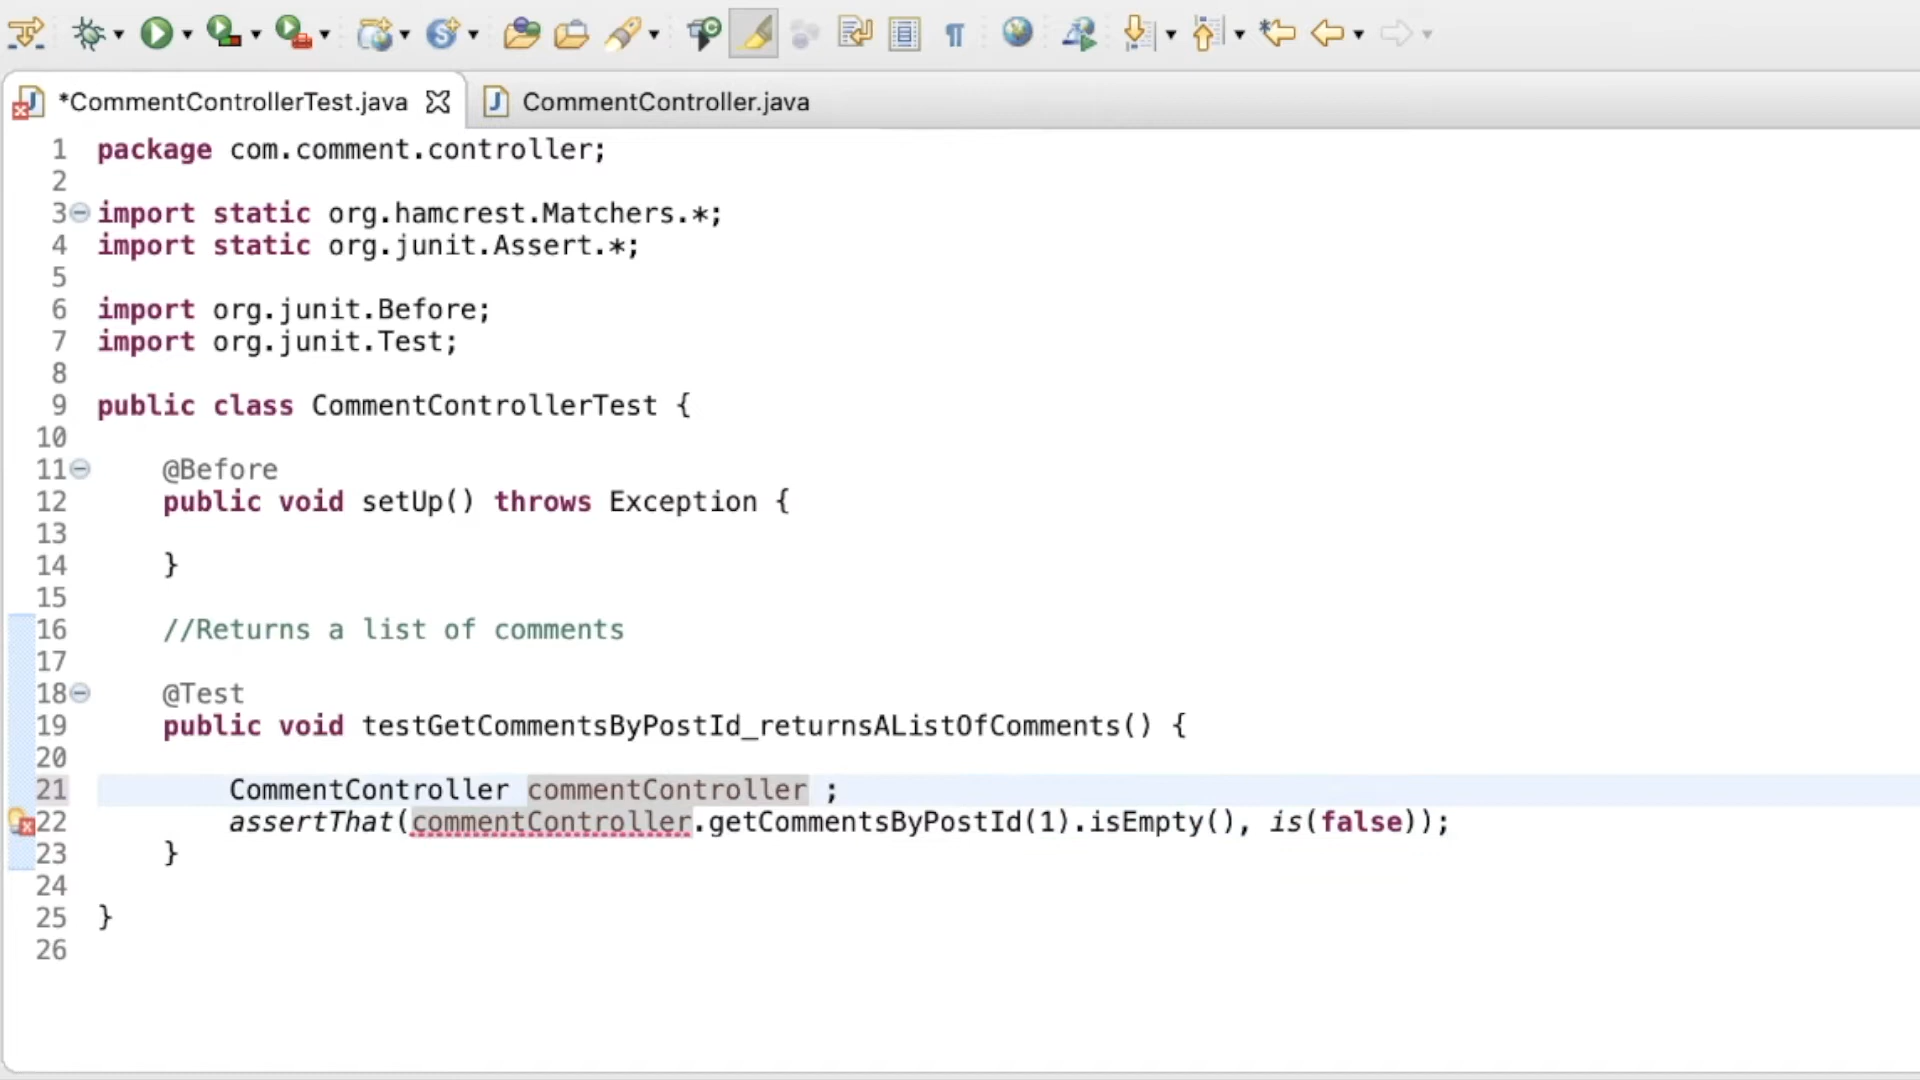 *CommentControllerTest.java CommentController.java
1 package com.comment.controller;
2
3 import static org.hamcrest.Matchers.*;
4 import static org.junit.Assert.*;
5
6 import org.junit.Before;
7 import org.junit.Test;
8
9 public class CommentControllerTest {
10
11 @Before
12 public void setUp() throws Exception {
13
14 }
15
16 //Returns a list of comments
17
18 @Test
19 public void testGetCommentsByPostId_returnsAListOfComments() {
20
21 CommentController commentController ;
22 assertThat(commentController.getCommentsByPostId(1).isEmpty(), is(false));
23 }
24
25 }
26